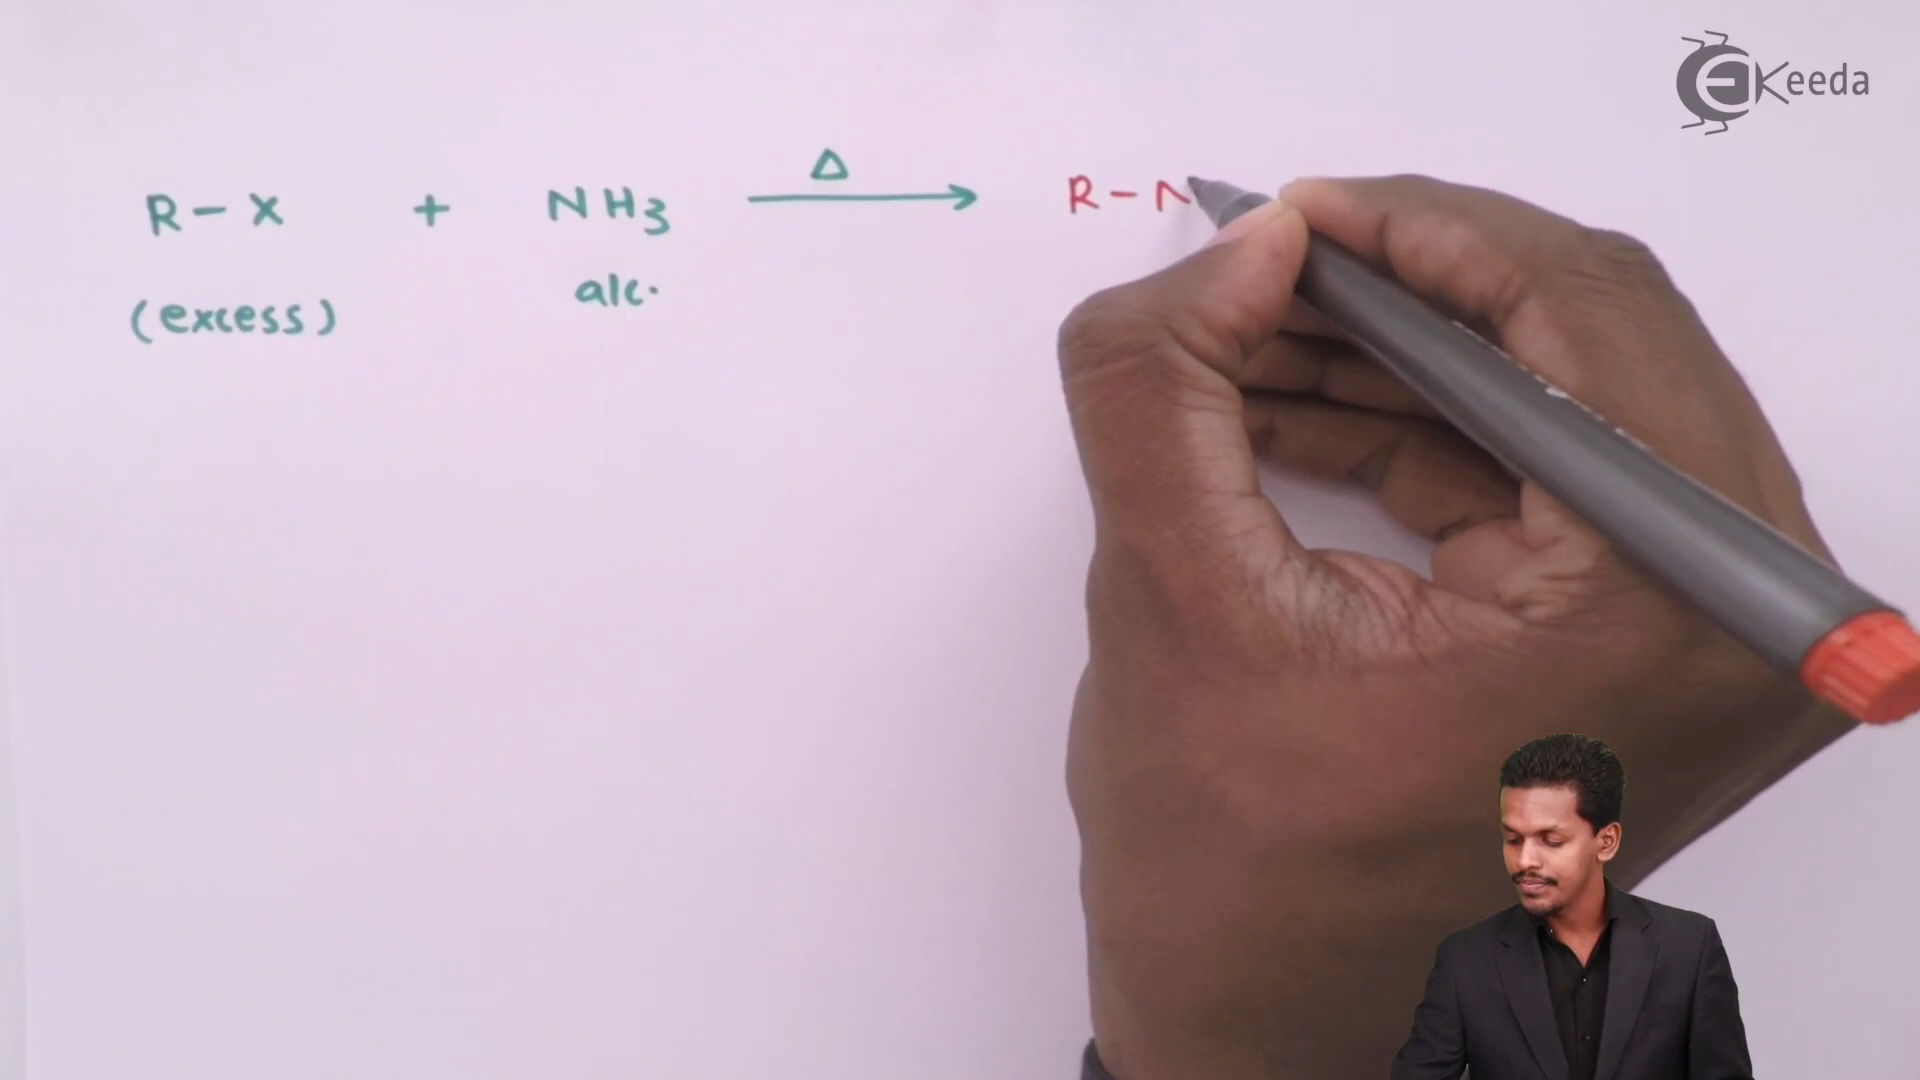 EKeeda
R - X + NH3 Δ → R - N
(excess) alc.